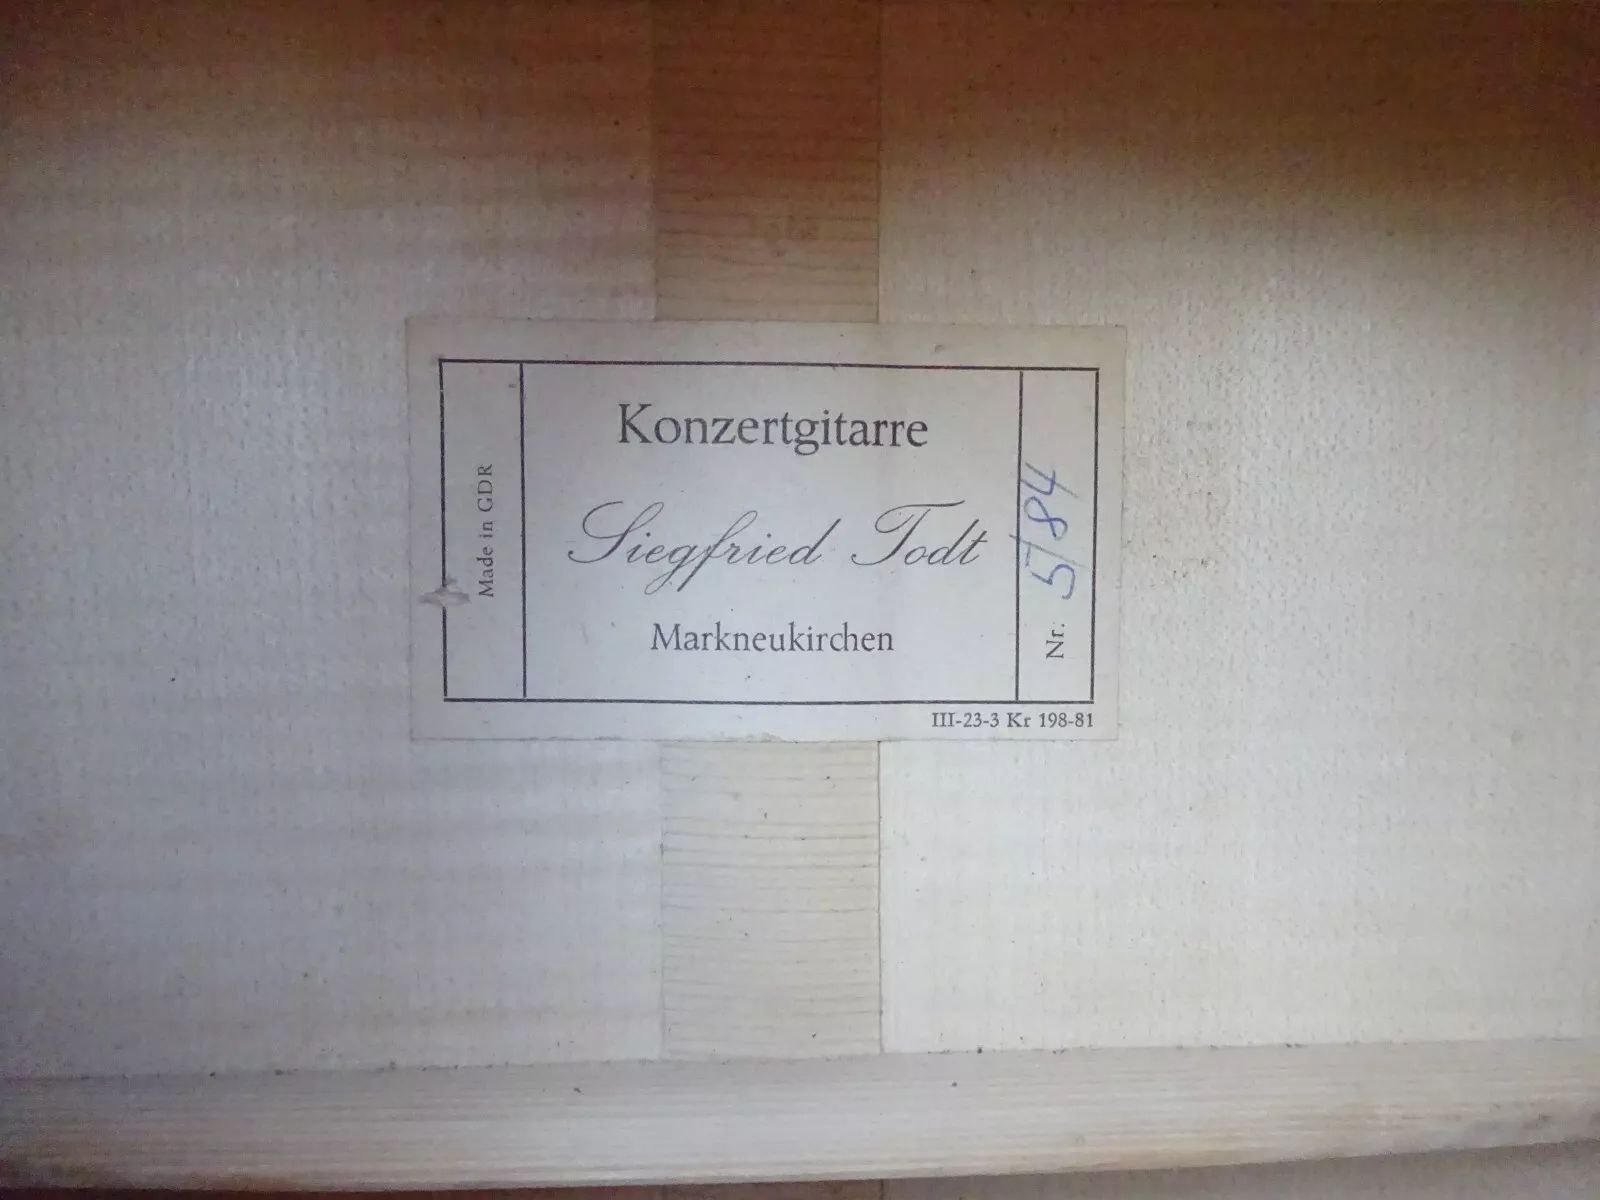 Made in GDR
Konzertgitarre
Siegfried Todt
Markneukirchen
Nr. 5/84
III-23-3 Kr 198-81